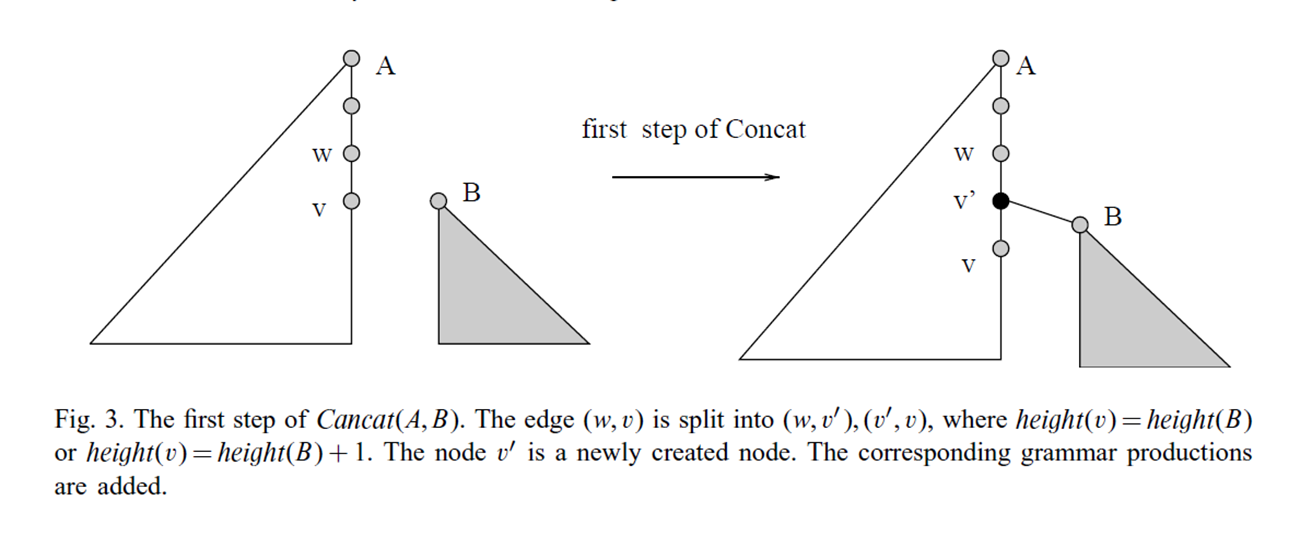 A
A
first step of Concat
w
w
B
v
v’
B
v
Fig. 3. The first step of Cancat(A, B). The edge (w, v) is split into (w, v′), (v′, v), where height(v) = height(B)
or height(v) = height(B) + 1. The node v′ is a newly created node. The corresponding grammar productions
are added.